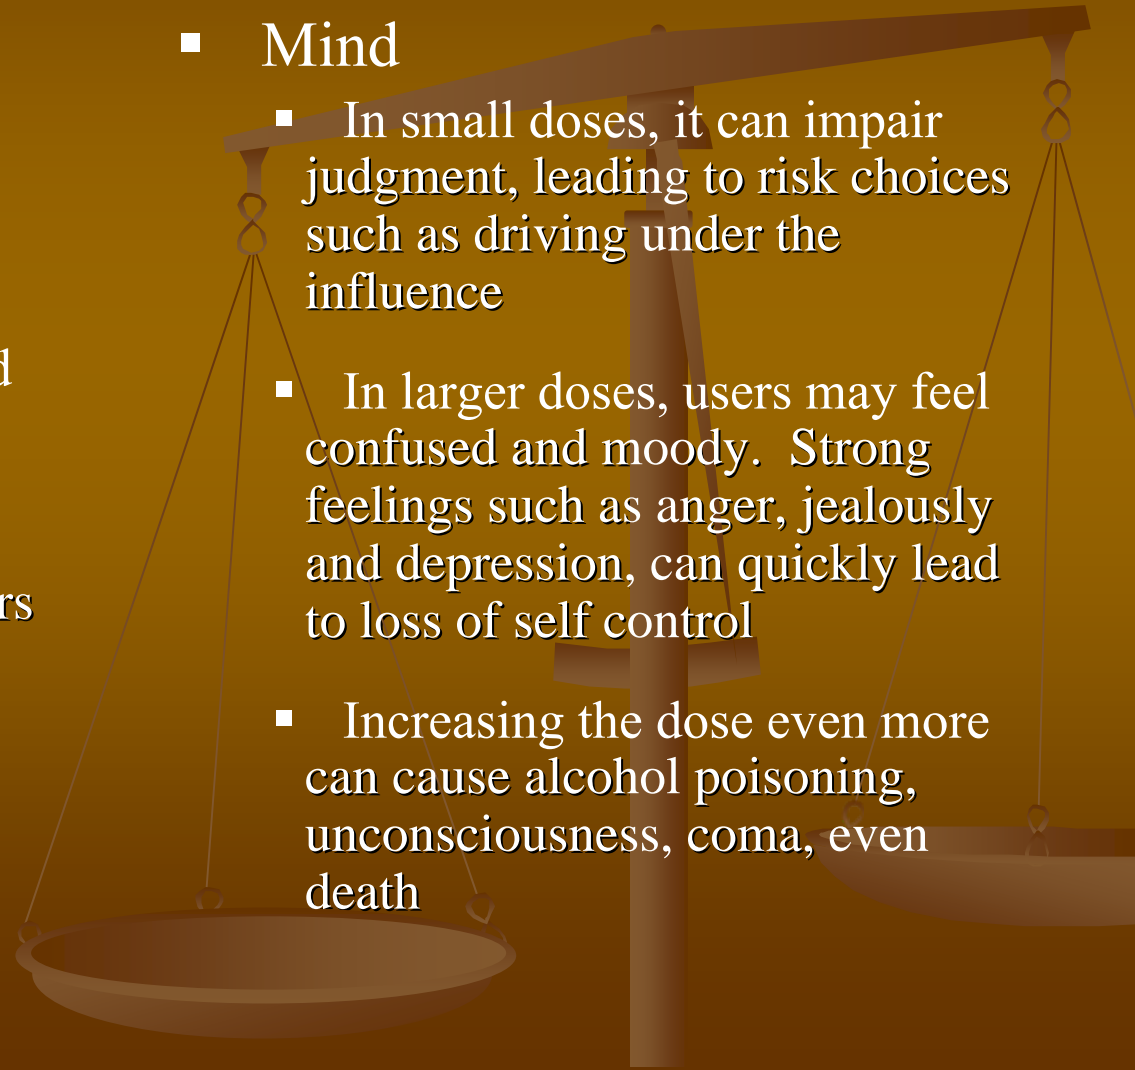 Mind
In small doses, it can impair
judgment, leading to risk choices
such as driving under the
influence
In larger doses, users may feel
confused and moody.  Strong
feelings such as anger, jealously
and depression, can quickly lead
to loss of self control
Increasing the dose even more
can cause alcohol poisoning,
unconsciousness, coma, even
death